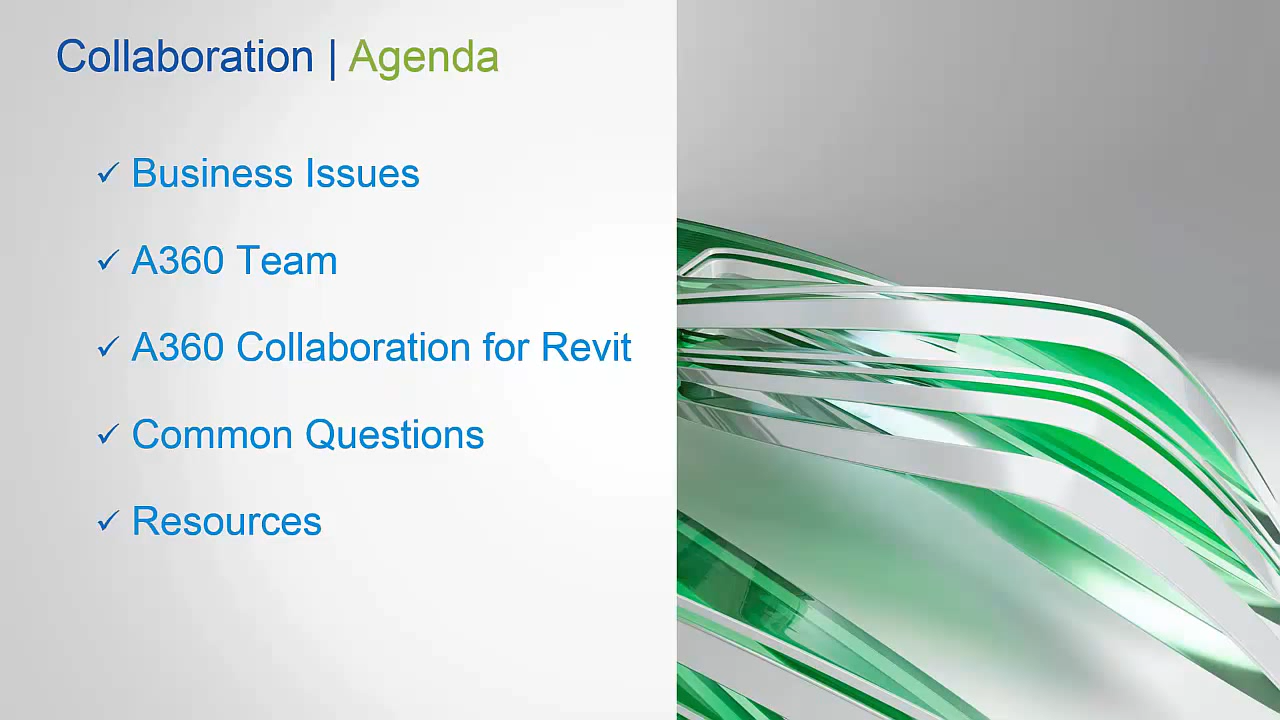 Collaboration | Agenda
✓ Business Issues
✓ A360 Team
✓ A360 Collaboration for Revit
✓ Common Questions
✓ Resources